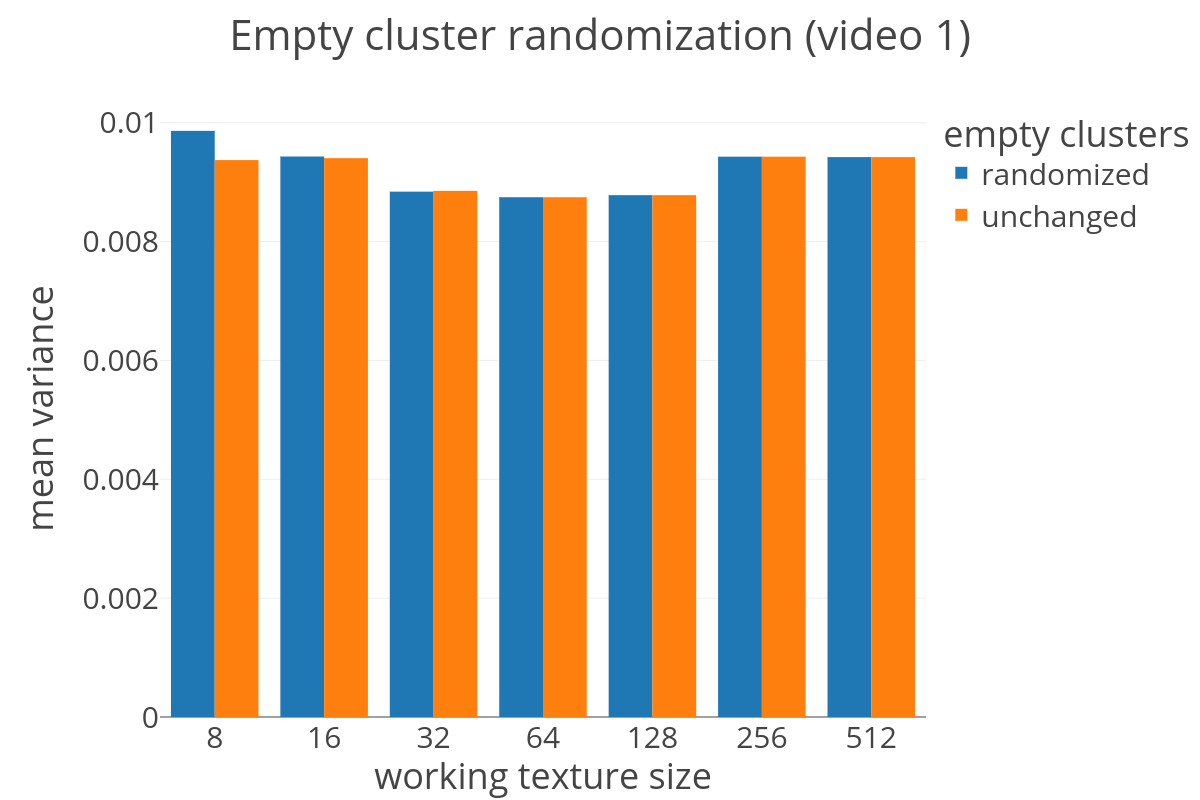 Empty cluster randomization (video 1)
empty clusters
randomized
unchanged
mean variance
0.01
0.008
0.006
0.004
0.002
0
8 16 32 64 128 256 512
working texture size